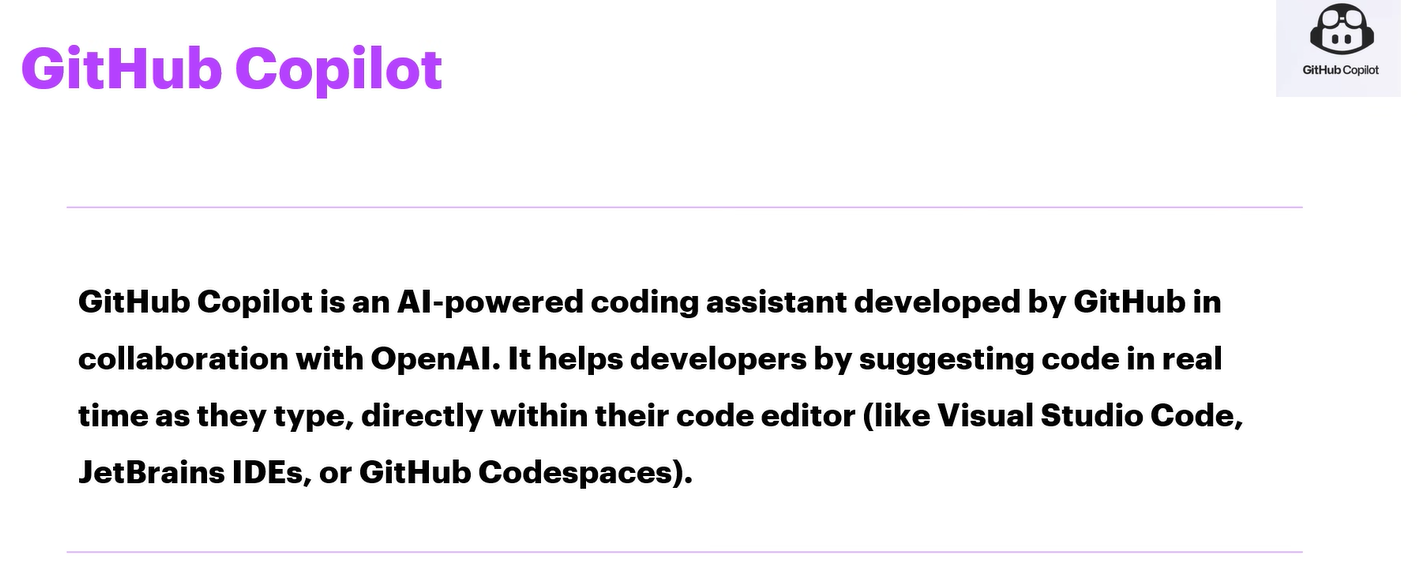 GitHub Copilot
GitHub Copilot
GitHub Copilot is an AI-powered coding assistant developed by GitHub in
collaboration with OpenAI. It helps developers by suggesting code in real
time as they type, directly within their code editor (like Visual Studio Code,
JetBrains IDEs, or GitHub Codespaces).